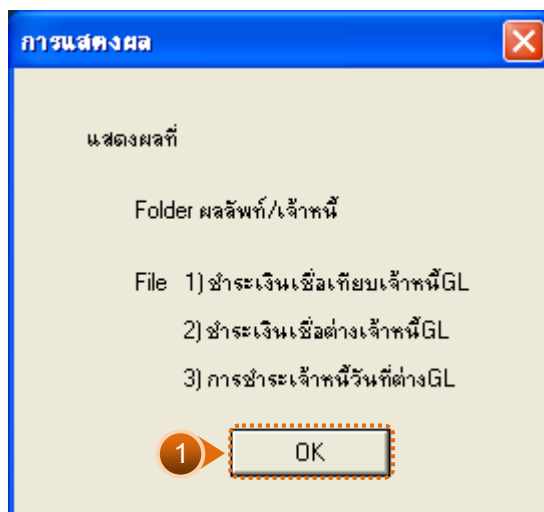 การแสดงผล
แสดงผลที่
Folder ผลลัพท์/เจ้าหนี้
File 1) ชำระเงินเชื่อเทียบเจ้าหนี้GL
2) ชำระเงินเชื่อต่างเจ้าหนี้GL
3) การชำระเจ้าหนี้วันที่ต่างGL
1 OK